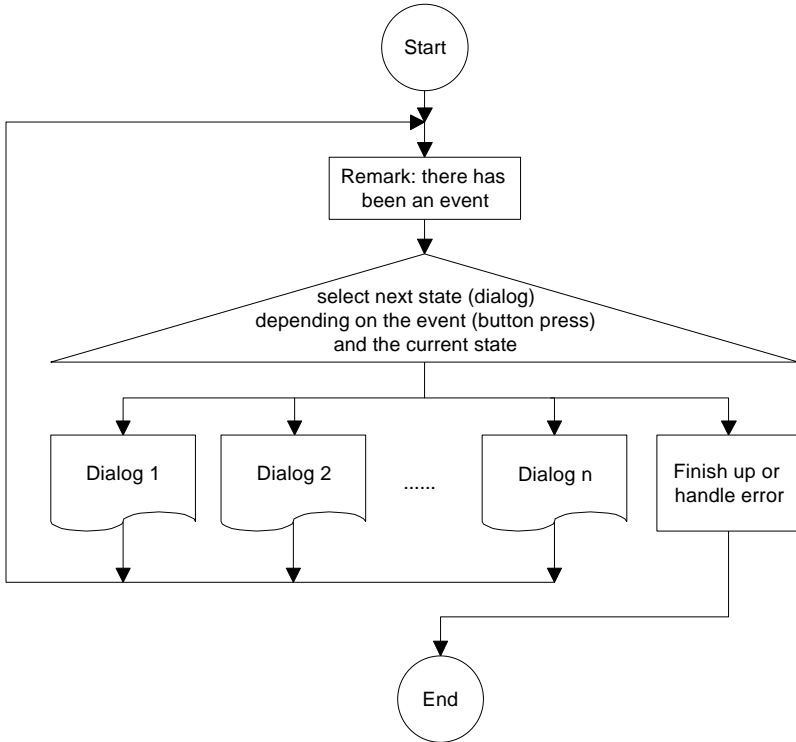 Start
Remark: there has
been an event
select next state (dialog)
depending on the event (button press)
and the current state
Dialog 1
Dialog 2
......
Dialog n
Finish up or
handle error
End